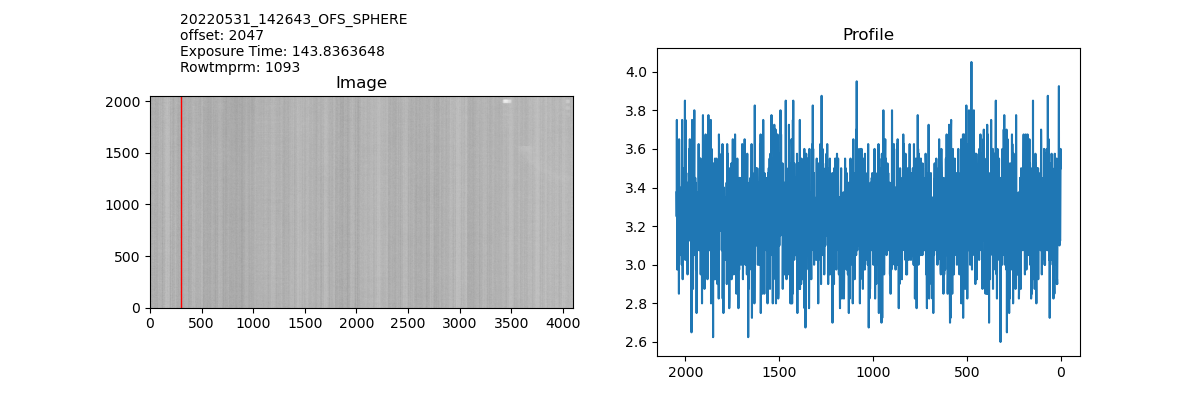 20220531_142643_OFS_SPHERE
offset: 2047
Exposure Time: 143.8363648
Rowtmprm: 1093
Image
2000
1500
1000
500
0
0 500 1000 1500 2000 2500 3000 3500 4000
Profile
4.0
3.8
3.6
3.4
3.2
3.0
2.8
2.6
2000 1500 1000 500 0